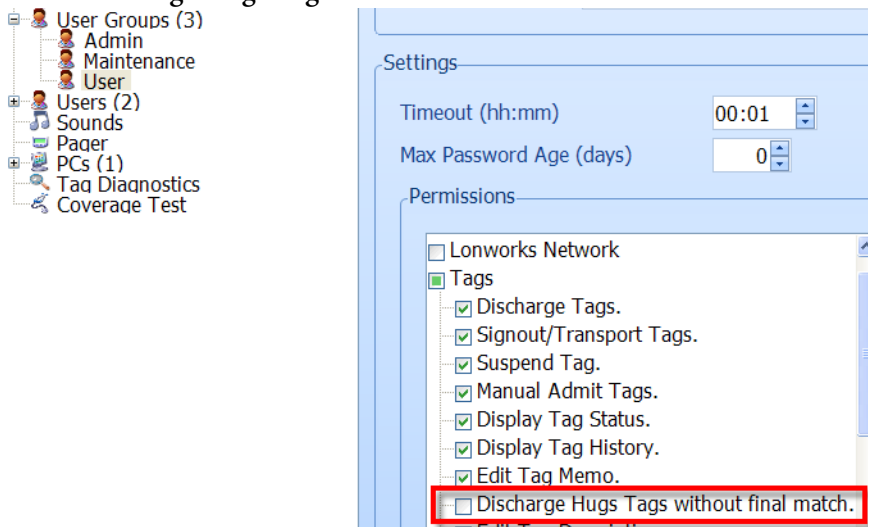 User Groups (3)
Admin
Maintenance
User
Users (2)
Sounds
Pager
PCs (1)
Tag Diagnostics
Coverage Test
Settings
Timeout (hh:mm) 00:01
Max Password Age (days) 0
Permissions
Lonworks Network
Tags
Discharge Tags.
Signout/Transport Tags.
Suspend Tag.
Manual Admit Tags.
Display Tag Status.
Display Tag History.
Edit Tag Memo.
Discharge Hugs Tags without final match.